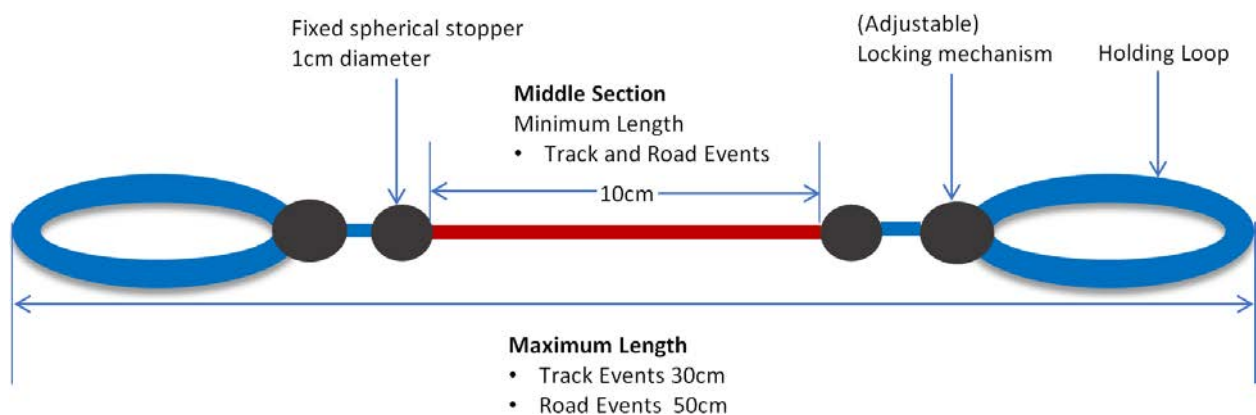 Fixed spherical stopper
1cm diameter
(Adjustable)
Locking mechanism
Holding Loop
Middle Section
Minimum Length
• Track and Road Events
10cm
Maximum Length
• Track Events 30cm
• Road Events 50cm